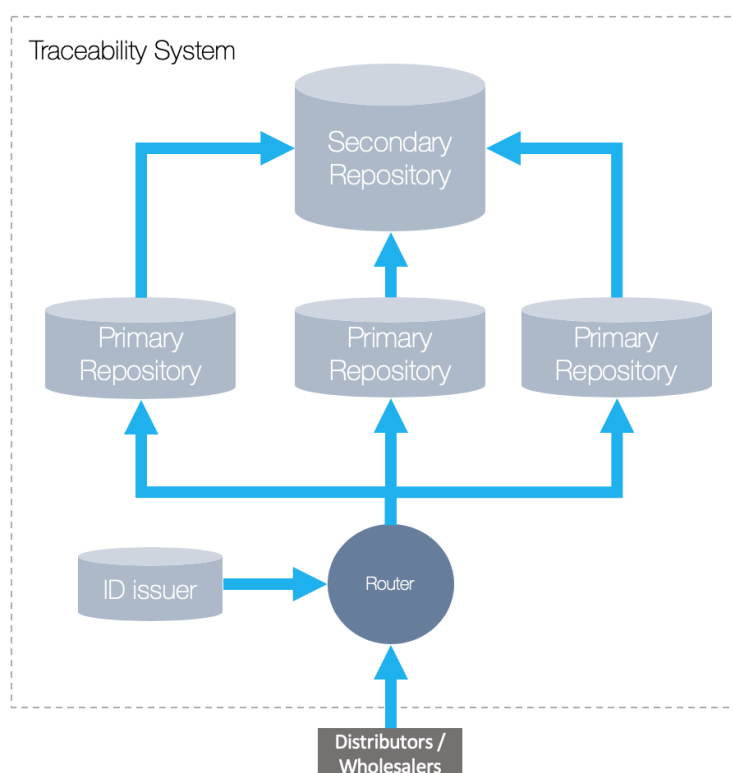 Traceability System
Secondary
Repository
Primary
Repository
Primary
Repository
Primary
Repository
ID issuer
Router
Distributors /
Wholesalers